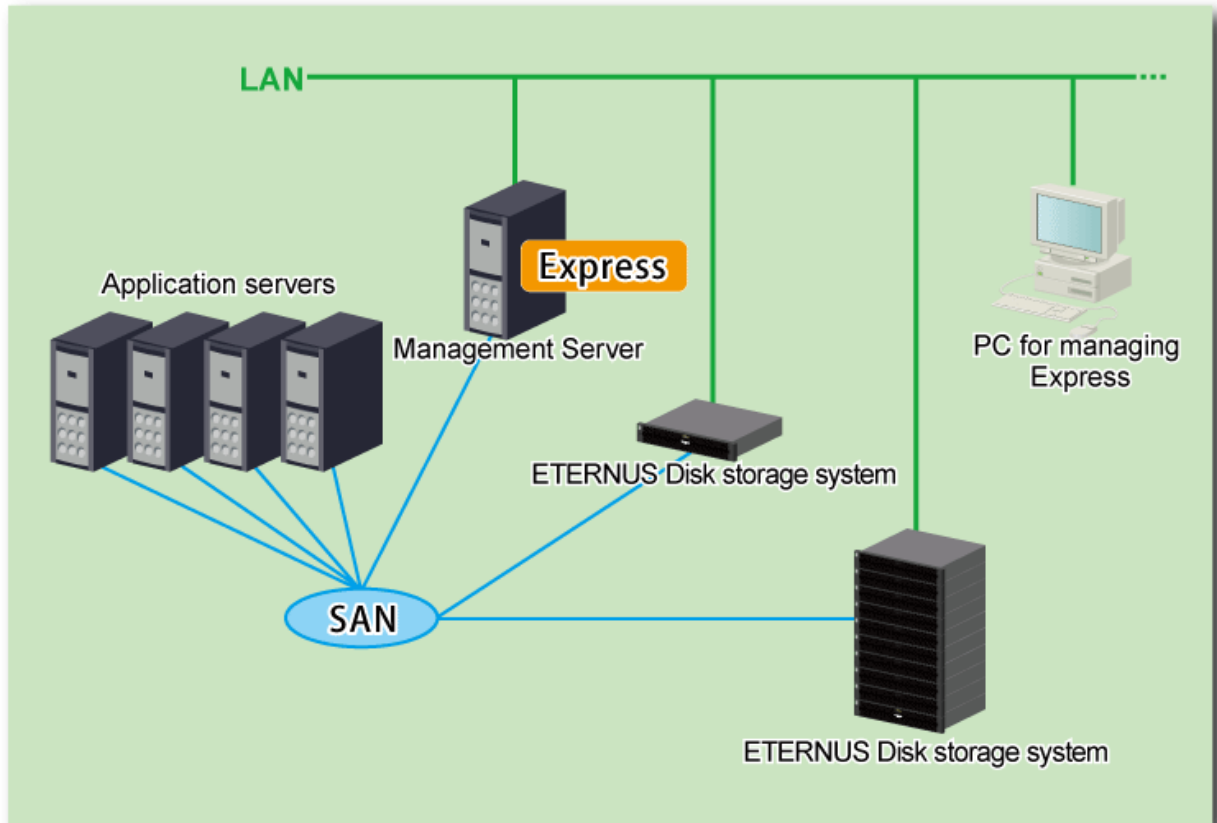 LAN
Express
Application servers
Management Server
PC for managing
Express
ETERNUS Disk storage system
SAN
ETERNUS Disk storage system